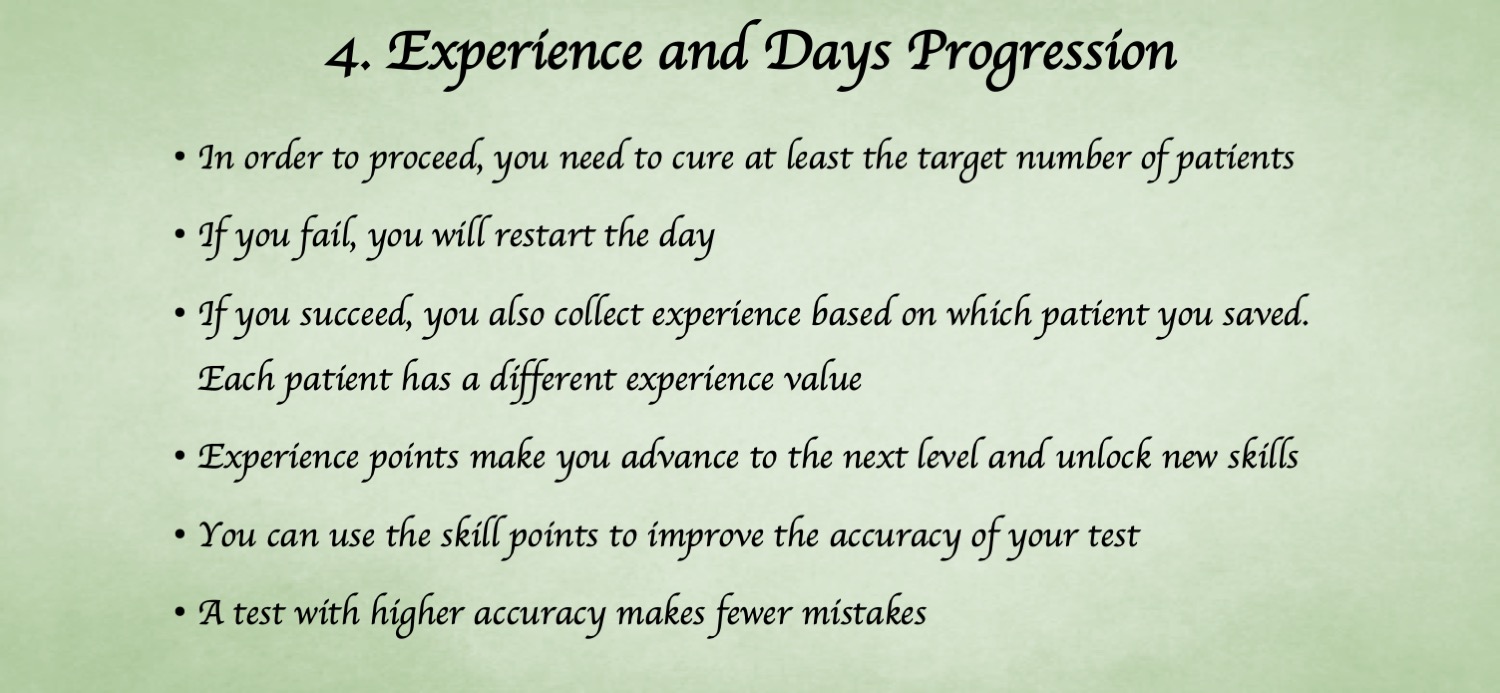 4. Experience and Days Progression
• In order to proceed, you need to cure at least the target number of patients
• If you fail, you will restart the day
• If you succeed, you also collect experience based on which patient you saved.
Each patient has a different experience value
• Experience points make you advance to the next level and unlock new skills
• You can use the skill points to improve the accuracy of your test
• A test with higher accuracy makes fewer mistakes